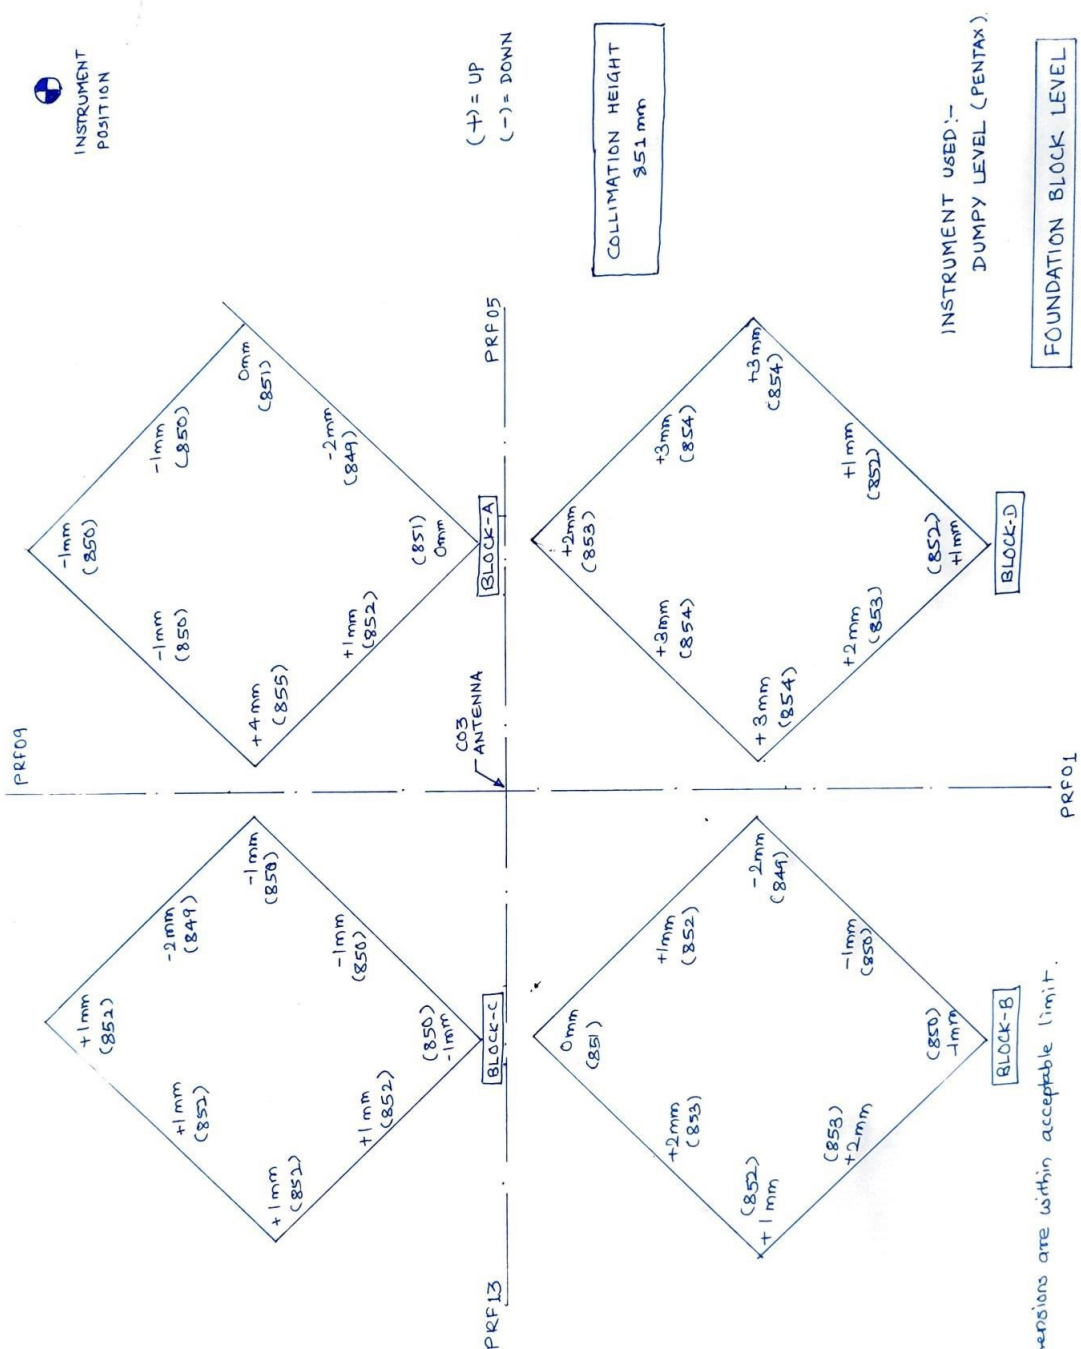 PRF09
INSTRUMENT
POSITION
+1mm
(852)
+1mm
(852)
-2mm
(849)
+1mm
(852)
-1mm
(850)
+1mm
(852)
-1mm
(850)
(850)
-1mm
BLOCK-C
-1mm
(850)
-1mm
(850)
-1mm
(850)
+4mm
(855)
0mm
(851)
+1mm
(852)
-2mm
(849)
(851)
0mm
BLOCK-A
C03
ANTENNA
PRF13
PRF05
(+)= UP
(-)= DOWN
0mm
(851)
+2mm
(853)
+1mm
(852)
(852)
+1mm
-2mm
(849)
(853)
+2mm
-1mm
(850)
(850)
-1mm
BLOCK-B
+2mm
(853)
+3mm
(854)
+3mm
(854)
+3mm
(854)
+3mm
(854)
+2mm
(853)
+1mm
(852)
(852)
+1mm
BLOCK-D
COLLIMATION HEIGHT
851mm
INSTRUMENT USED:-
DUMPY LEVEL (PENTAX).
ensions are within acceptable limit.
PRF01
FOUNDATION BLOCK LEVEL